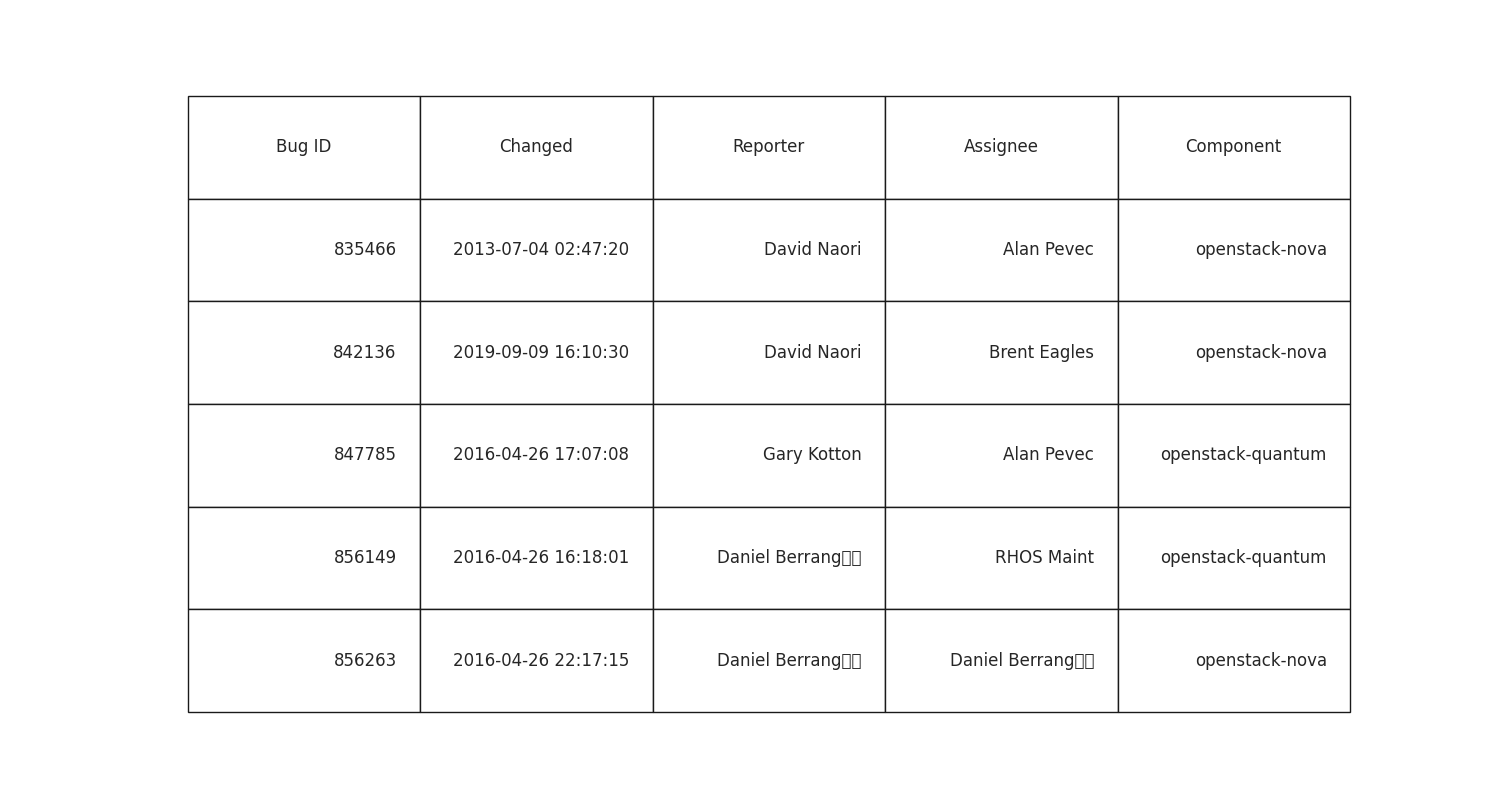 Bug ID Changed Reporter Assignee Component
835466 2013-07-04 02:47:20 David Naori Alan Pevec openstack-nova
842136 2019-09-09 16:10:30 David Naori Brent Eagles openstack-nova
847785 2016-04-26 17:07:08 Gary Kotton Alan Pevec openstack-quantum
856149 2016-04-26 16:18:01 Daniel Berrang RHOS Maint openstack-quantum
856263 2016-04-26 22:17:15 Daniel Berrang Daniel Berrang openstack-nova